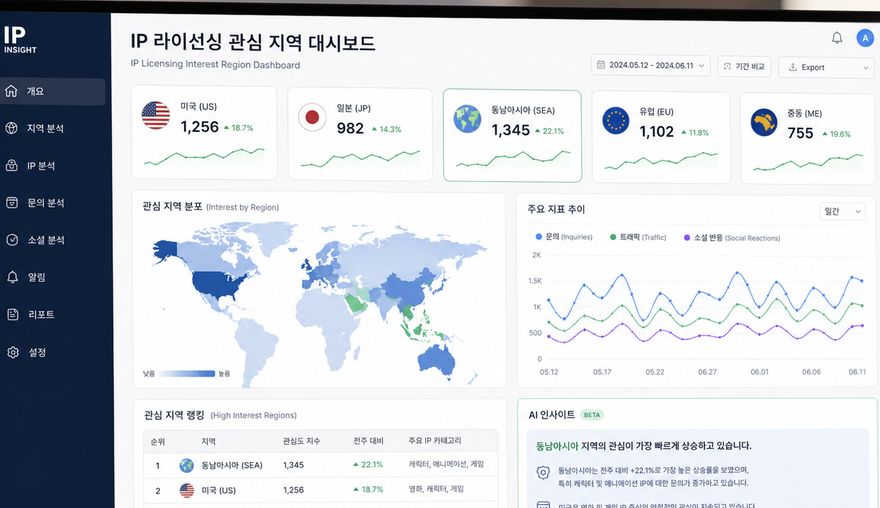 IP
INSIGHT
개요
지역 분석
IP 분석
문의 분석
소셜 분석
알림
리포트
설정
IP 라이선싱 관심 지역 대시보드
IP Licensing Interest Region Dashboard
A
2024.05.12 - 2024.06.11
기간 비교
Export
미국 (US)
1,256 ▲ 18.7%
일본 (JP)
982 ▲ 14.3%
동남아시아 (SEA)
1,345 ▲ 22.1%
유럽 (EU)
1,102 ▲ 11.8%
중동 (ME)
755 ▲ 19.6%
관심 지역 분포 (Interest by Region)
낮음 높음
주요 지표 추이
일간
문의 (Inquiries) 트래픽 (Traffic) 소셜 반응 (Social Reactions)
2K
1.5K
1K
500
0
05.12 05.17 05.22 06.27 06.01 06.06 06.11
관심 지역 랭킹 (High Interest Regions)
순위 지역 관심도 지수 전주 대비 주요 IP 카테고리
1 동남아시아 (SEA) 1,345 ▲ 22.1% 캐릭터, 애니메이션, 게임
2 미국 (US) 1,256 ▲ 18.7% 영화, 캐릭터, 게임
AI 인사이트 BETA
동남아시아 지역의 관심이 가장 빠르게 상승하고 있습니다.
동남아시아는 전주 대비 +22.1%로 가장 높은 상승률을 보였으며,
특히 캐릭터 및 애니메이션 IP에 대한 문의가 증가하고 있습니다.